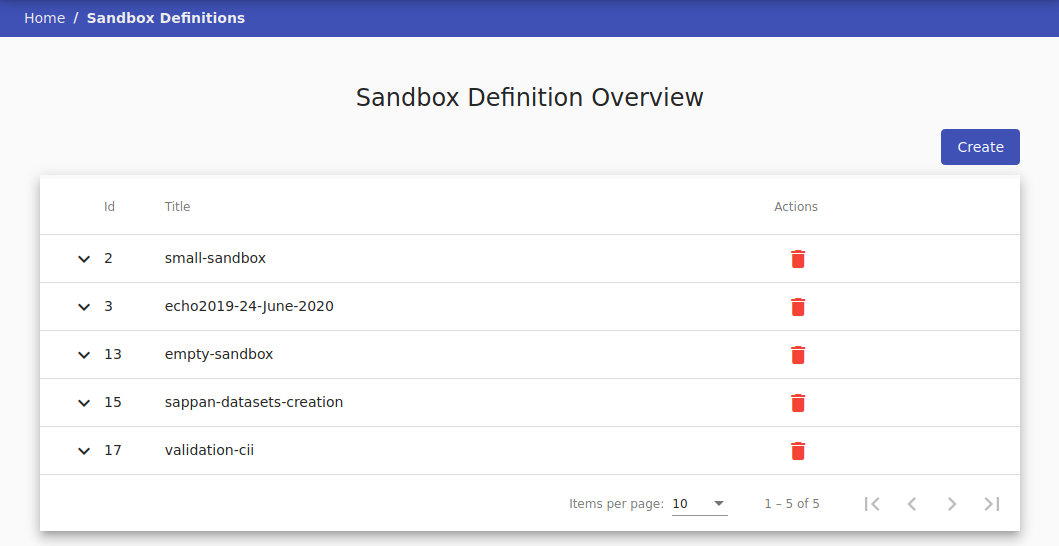 Home / Sandbox Definitions
Sandbox Definition Overview
Create
Id Title Actions
2 small-sandbox
3 echo2019-24-June-2020
13 empty-sandbox
15 sappan-datasets-creation
17 validation-cii
Items per page: 10 1 – 5 of 5